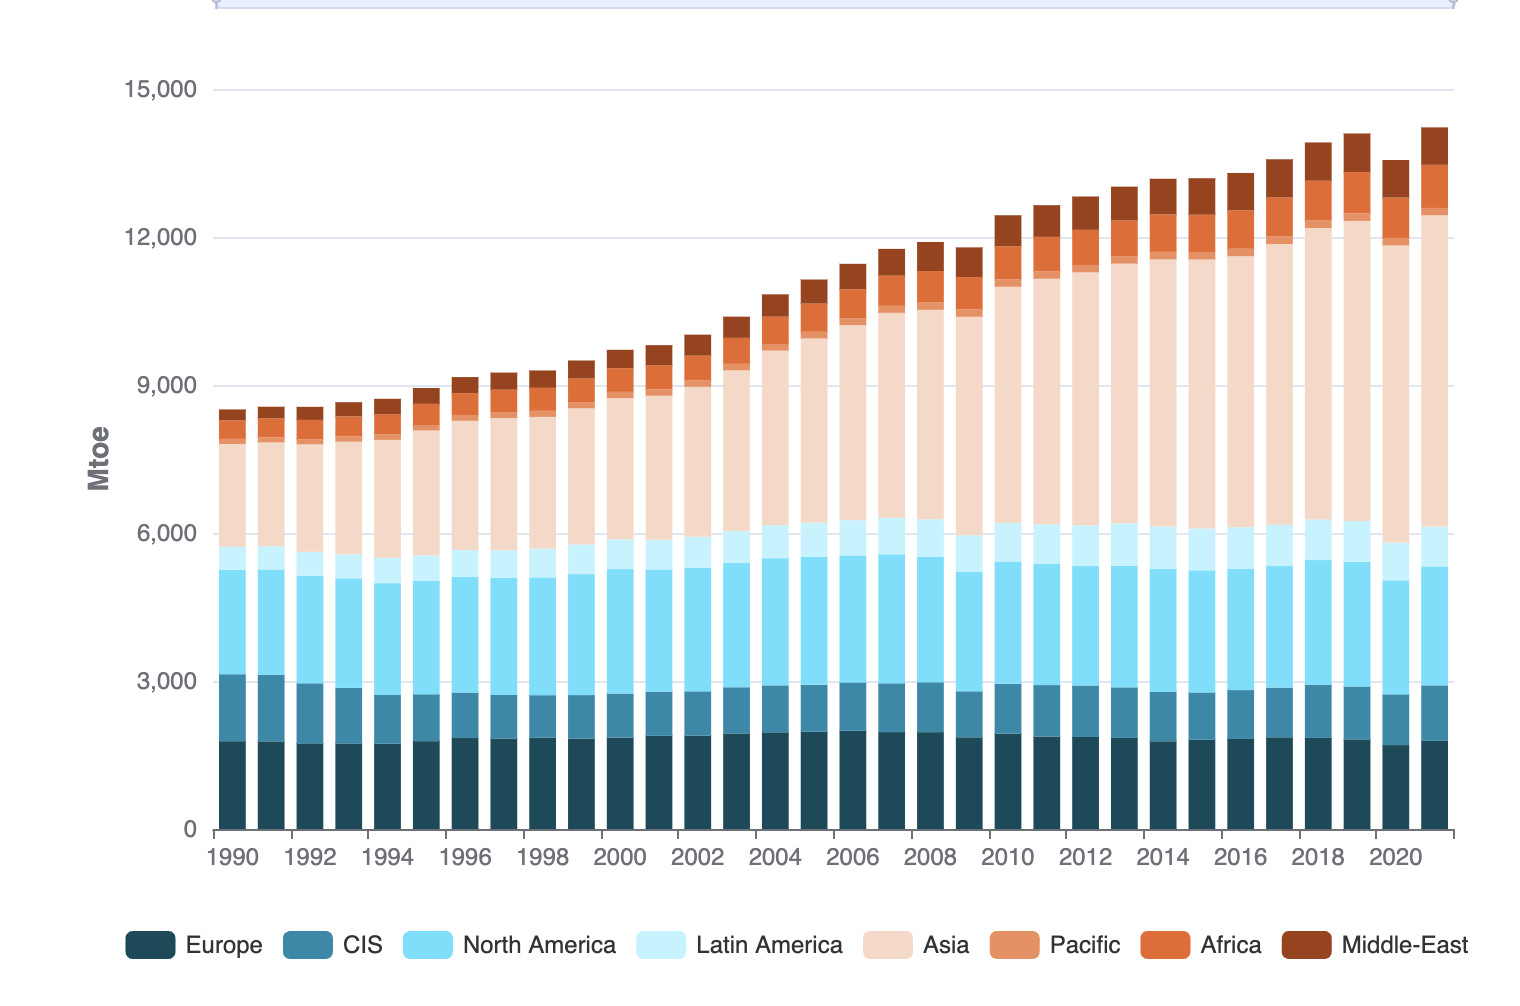 15,000
12,000
9,000
Mtoe
6,000
3,000
0
1990 1992 1994 1996 1998 2000 2002 2004 2006 2008 2010 2012 2014 2016 2018 2020
Europe CIS North America Latin America Asia Pacific Africa Middle-East